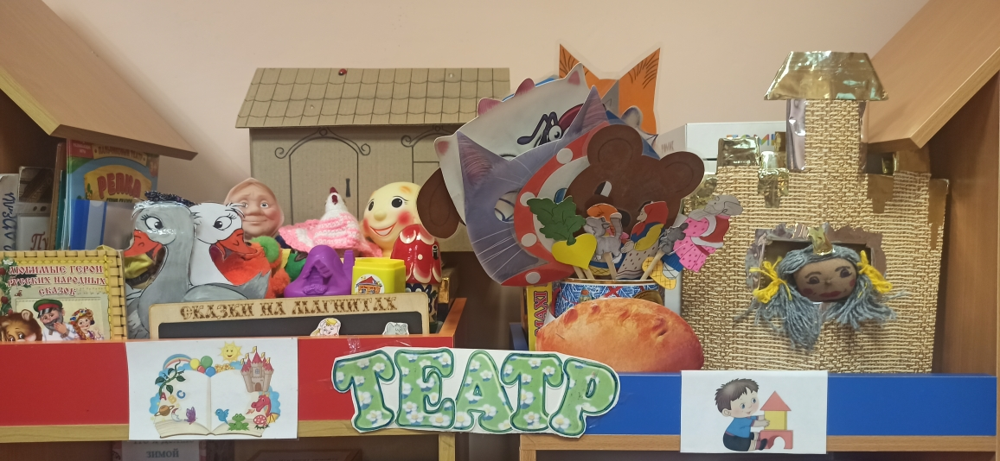 РЕПКА
ЛЮБИМЫЕ ГЕРОИ
РУССКИХ НАРОДНЫХ
СКАЗОК
СКАЗКИ НА МАГНИТАХ
ТЕАТР
ЗИМОЙ